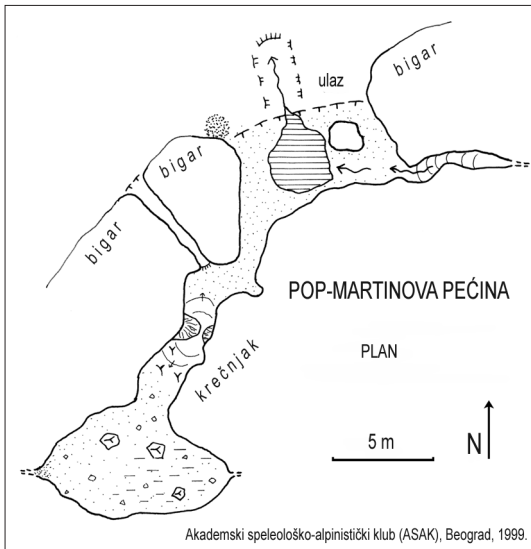 ulaz
bigar
bigar
bigar
POP-MARTINOVA PEĆINA
PLAN
krečnjak
5 m
N
Akademski speleološko-alpinistički klub (ASAK), Beograd, 1999.